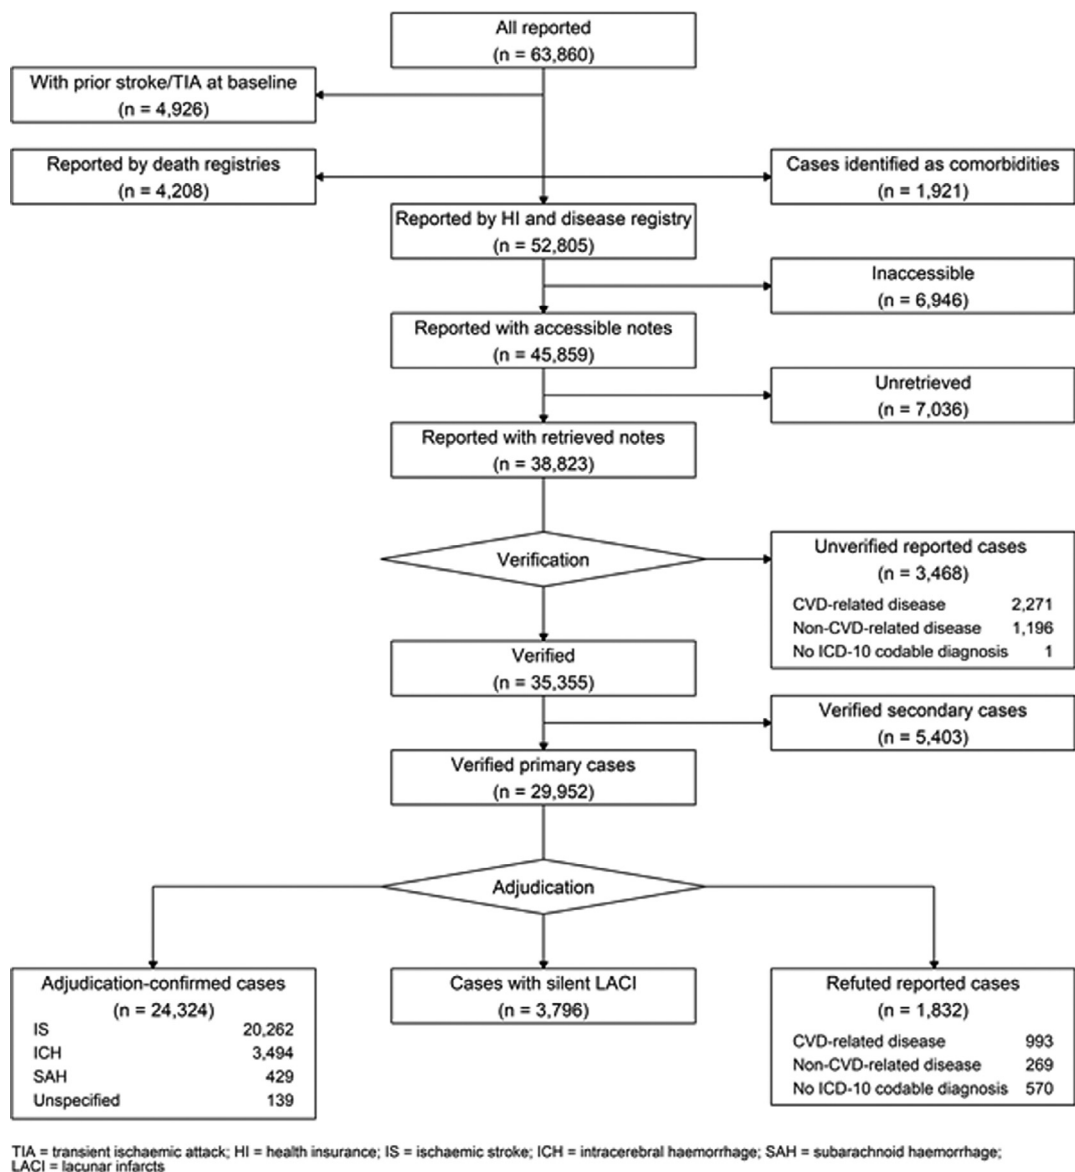 All reported
(n = 63,860)
With prior stroke/TIA at baseline
(n = 4,926)
Reported by death registries
(n = 4,208)
Cases identified as comorbidities
(n = 1,921)
Reported by HI and disease registry
(n = 52,805)
Inaccessible
(n = 6,946)
Reported with accessible notes
(n = 45,859)
Unretrieved
(n = 7,036)
Reported with retrieved notes
(n = 38,823)
Verification
Unverified reported cases
(n = 3,468)
CVD-related disease 2,271
Non-CVD-related disease 1,196
No ICD-10 codable diagnosis 1
Verified
(n = 35,355)
Verified secondary cases
(n = 5,403)
Verified primary cases
(n = 29,952)
Adjudication
Adjudication-confirmed cases
(n = 24,324)
IS 20,262
ICH 3,494
SAH 429
Unspecified 139
Cases with silent LACI
(n = 3,796)
Refuted reported cases
(n = 1,832)
CVD-related disease 993
Non-CVD-related disease 269
No ICD-10 codable diagnosis 570
TIA = transient ischaemic attack; HI = health insurance; IS = ischaemic stroke; ICH = intracerebral haemorrhage; SAH = subarachnoid haemorrhage;
LACI = lacunar infarcts